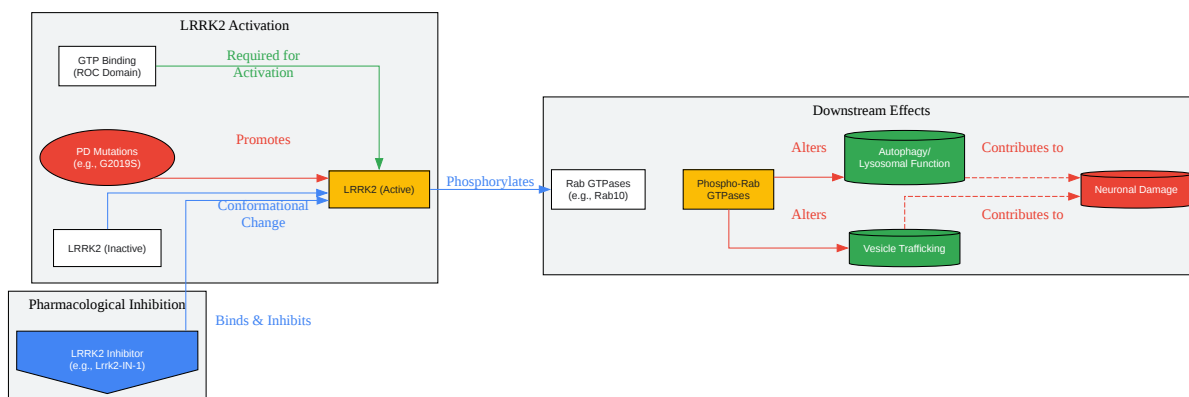 LRRK2 Activation
GTP Binding
(ROC Domain)
Required for
Activation
PD Mutations
(e.g., G2019S)
Promotes
LRRK2 (Active)
Conformational
Change
LRRK2 (Inactive)
Phosphorylates
Pharmacological Inhibition
LRRK2 Inhibitor
(e.g., Lrrk2-IN-1)
Binds & Inhibits
Downstream Effects
Rab GTPases
(e.g., Rab10)
Phospho-Rab
GTPases
Alters
Autophagy/
Lysosomal Function
Contributes to
Alters
Vesicle Trafficking
Contributes to
Neuronal Damage